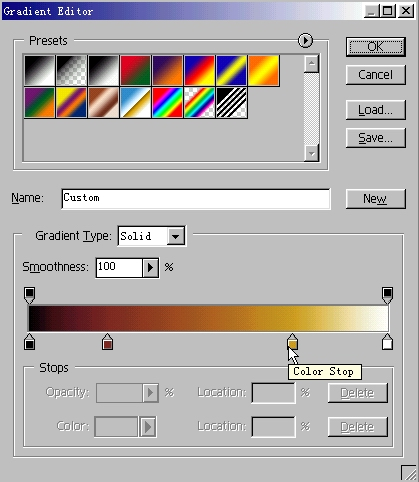 Gradient Editor
Presets
OK
Cancel
Load...
Save...
Name: Custom New
Gradient Type: Solid
Smoothness: 100 %
Color Stop
Stops
Opacity: % Location: Delete
Color: Location: Delete